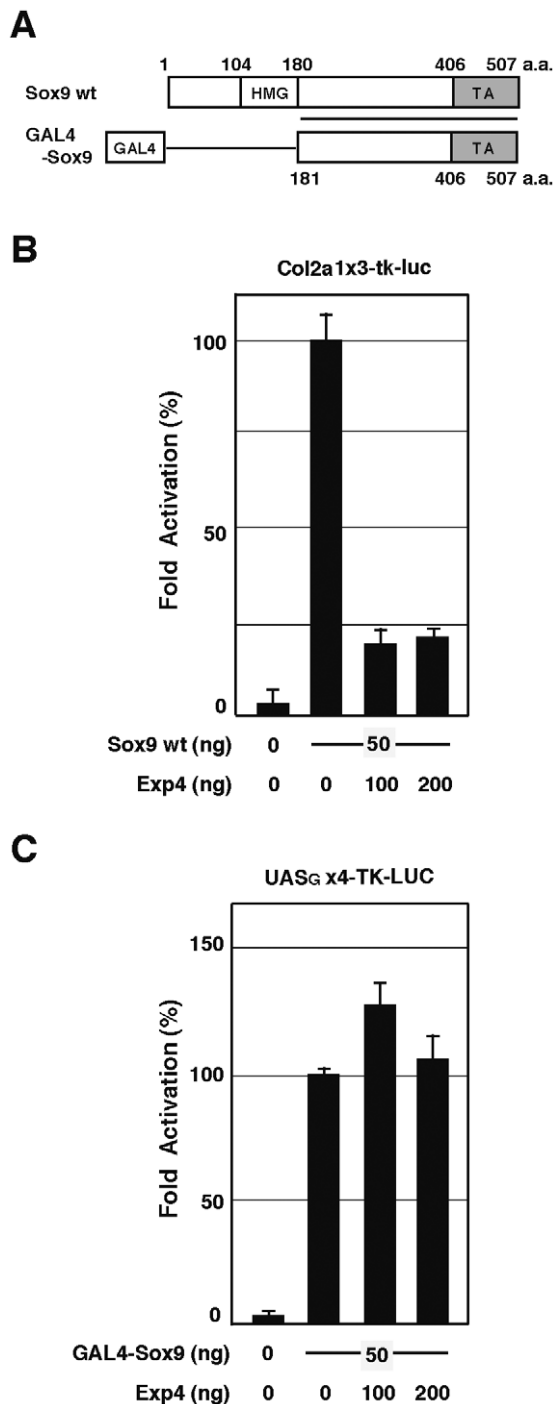 A
1 104 180 406 507 a.a.
Sox9 wt HMG TA
GAL4
-Sox9 GAL4 TA
181 406 507 a.a.
B
Col2a1x3-tk-luc
Fold Activation (%)
100
50
0
Sox9 wt (ng) 0 50
Exp4 (ng) 0 0 100 200
C
UASG x4-TK-LUC
Fold Activation (%)
150
100
50
0
GAL4-Sox9 (ng) 0 50
Exp4 (ng) 0 0 100 200